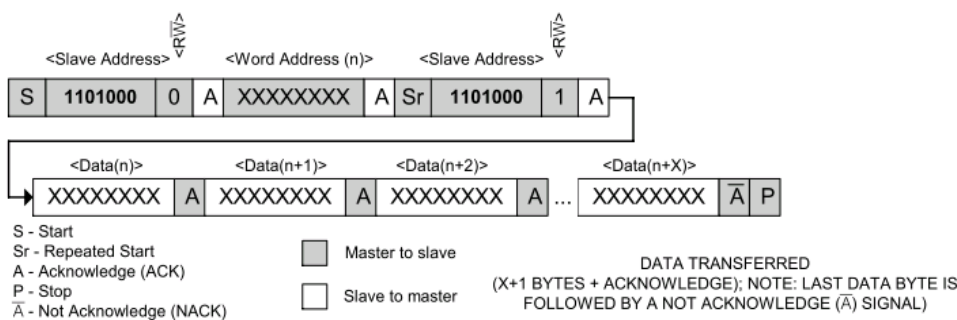 <R/W̅>
<R/W̅>
<Slave Address>
<Word Address (n)>
<Slave Address>
S 1101000 0 A XXXXXXXX A Sr 1101000 1 A
<Data(n)>
<Data(n+1)>
<Data(n+2)>
<Data(n+X)>
XXXXXXXX A XXXXXXXX A XXXXXXXX A ... XXXXXXXX A̅ P
S - Start
Sr - Repeated Start
A - Acknowledge (ACK)
P - Stop
A̅ - Not Acknowledge (NACK)
Master to slave
Slave to master
DATA TRANSFERRED
(X+1 BYTES + ACKNOWLEDGE); NOTE: LAST DATA BYTE IS
FOLLOWED BY A NOT ACKNOWLEDGE (A̅) SIGNAL)